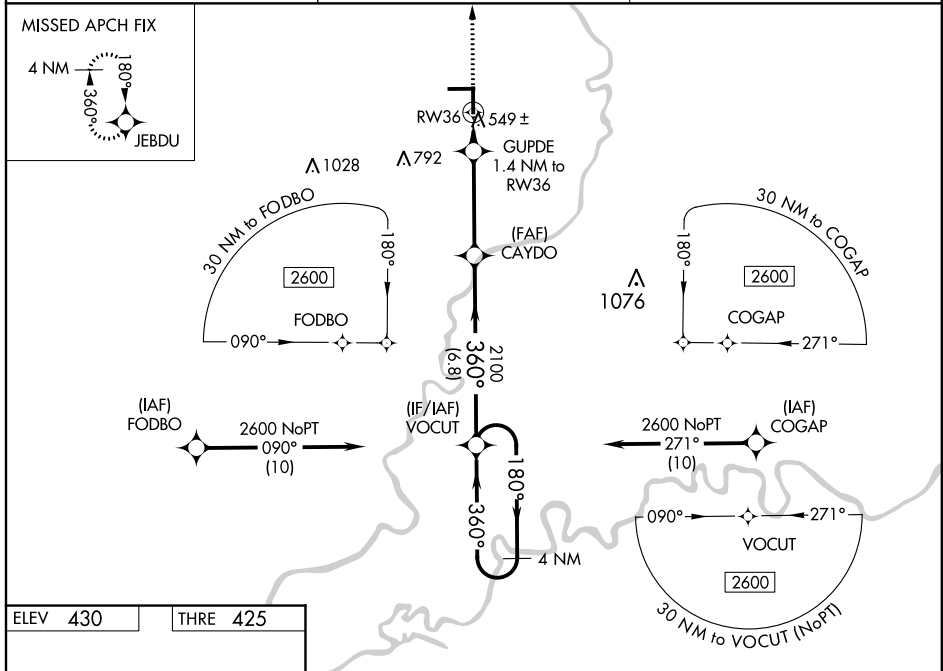 MISSED APCH FIX
4 NM
180°
360°
JEBDU
RW36
549 ±
GUPDE
1.4 NM to
RW36
1028
792
30 NM to FODBO
180°
2600
FODBO
090°
(FAF)
CAYDO
30 NM to COGAP
180°
2600
1076
COGAP
271°
2100
360°
(6.8)
(IAF)
FODBO
2600 NoPT
090°
(10)
(IF/IAF)
VOCUT
2600 NoPT
271°
(10)
(IAF)
COGAP
180°
360°
4 NM
090°
271°
VOCUT
2600
30 NM to VOCUT (NoPT)
ELEV 430
THRE 425